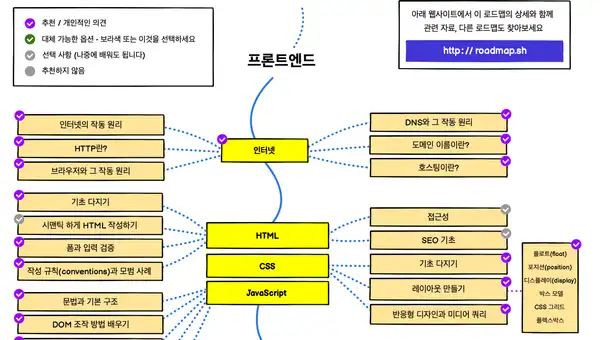 추천 / 개인적인 의견
대체 가능한 옵션 - 보라색 또는 이것을 선택하세요
선택 사항 (나중에 배워도 됩니다)
추천하지 않음
아래 웹사이트에서 이 로드맵의 상세와 함께
관련 자료, 다른 로드맵도 찾아보세요
http://roadmap.sh
프론트엔드
인터넷의 작동 원리
HTTP란?
브라우저와 그 작동 원리
인터넷
DNS와 그 작동 원리
도메인 이름이란?
호스팅이란?
기초 다지기
시맨틱 하게 HTML 작성하기
폼과 입력 검증
작성 규칙(conventions)과 모범 사례
HTML
CSS
JavaScript
접근성
SEO 기초
기초 다지기
레이아웃 만들기
반응형 디자인과 미디어 쿼리
플로트(float)
포지션(position)
디스플레이(display)
박스 모델
CSS 그리드
플렉스박스
문법과 기본 구조
DOM 조작 방법 배우기